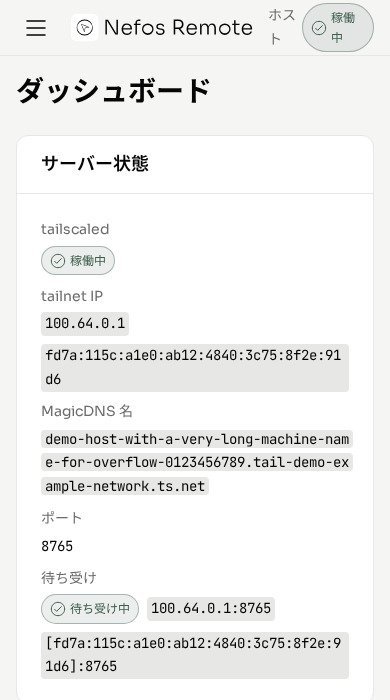 Nefos Remote
ホス
ト
稼働
中
ダッシュボード
サーバー状態
tailscaled
稼働中
tailnet IP
100.64.0.1
fd7a:115c:a1e0:ab12:4840:3c75:8f2e:91
d6
MagicDNS 名
demo-host-with-a-very-long-machine-nam
e-for-overflow-0123456789.tail-demo-ex
ample-network.ts.net
ポート
8765
待ち受け
待ち受け中 100.64.0.1:8765
[fd7a:115c:a1e0:ab12:4840:3c75:8f2e:9
1d6]:8765